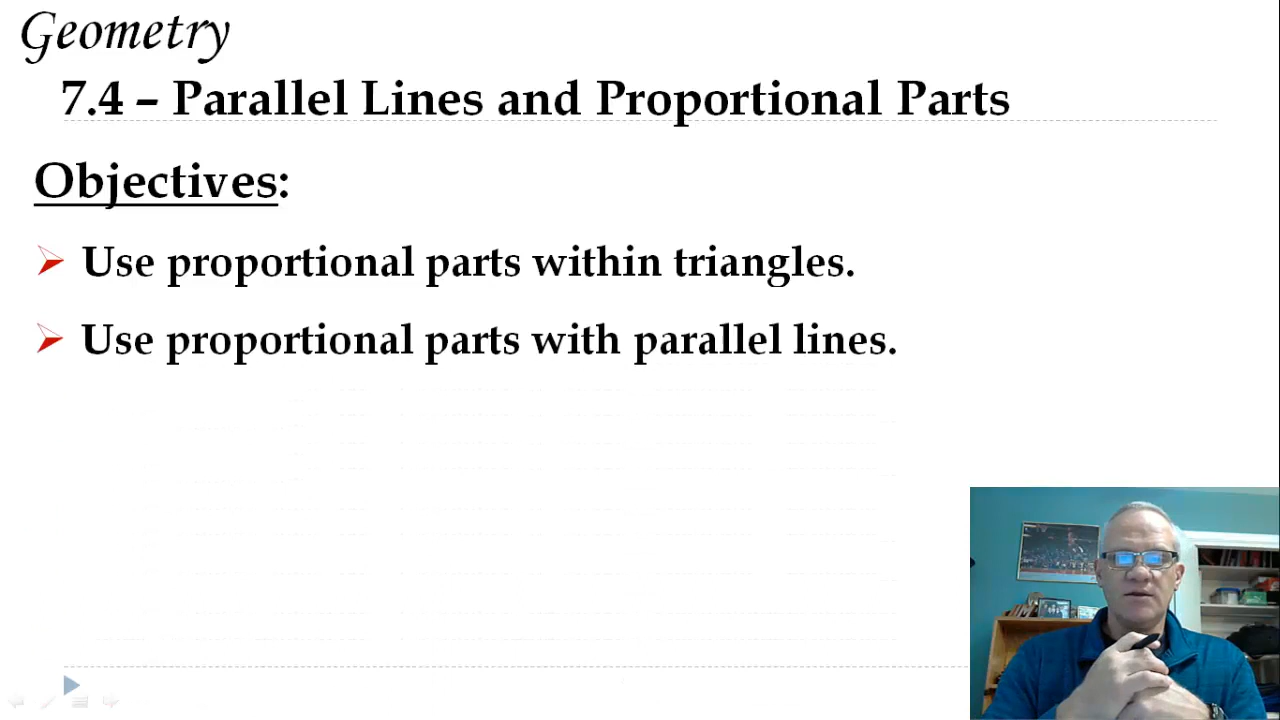 Geometry
7.4 – Parallel Lines and Proportional Parts
Objectives:
Use proportional parts within triangles.
Use proportional parts with parallel lines.